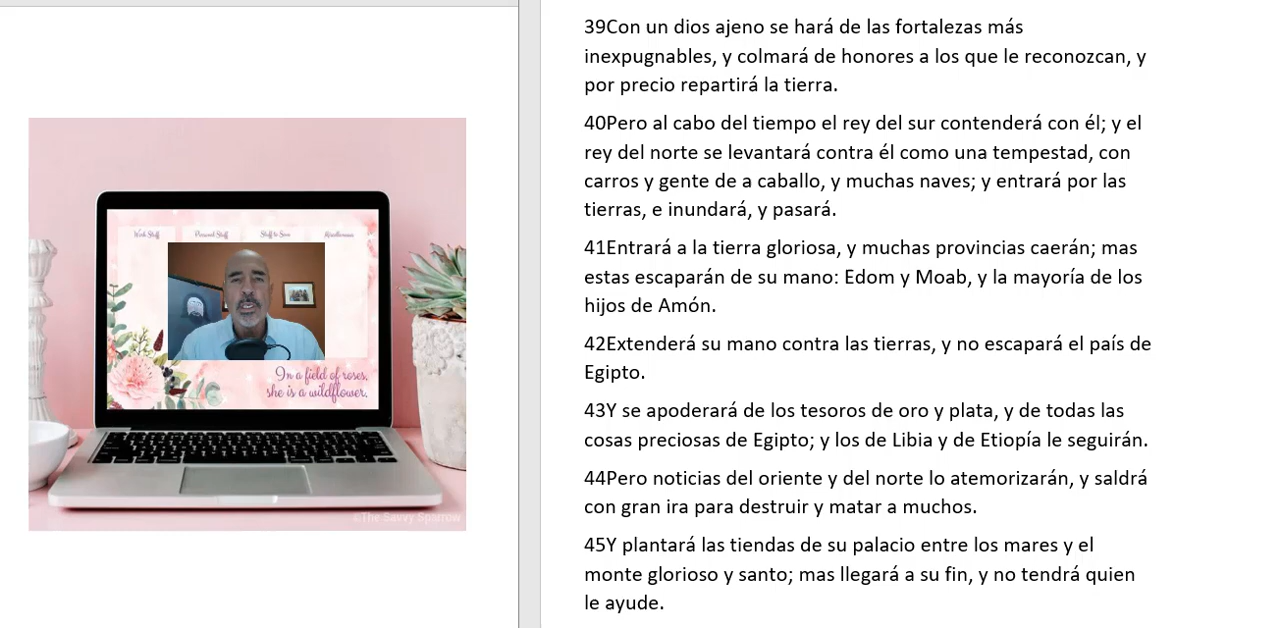 Work Stuff
Personal Stuff
Stuff to Save
Miscellaneous
In a field of roses,
she is a wildflower.
©The Savvy Sparrow
39Con un dios ajeno se hará de las fortalezas más
inexpugnables, y colmará de honores a los que le reconozcan, y
por precio repartirá la tierra.
40Pero al cabo del tiempo el rey del sur contenderá con él; y el
rey del norte se levantará contra él como una tempestad, con
carros y gente de a caballo, y muchas naves; y entrará por las
tierras, e inundará, y pasará.
41Entrará a la tierra gloriosa, y muchas provincias caerán; mas
estas escaparán de su mano: Edom y Moab, y la mayoría de los
hijos de Amón.
42Extenderá su mano contra las tierras, y no escapará el país de
Egipto.
43Y se apoderará de los tesoros de oro y plata, y de todas las
cosas preciosas de Egipto; y los de Libia y de Etiopía le seguirán.
44Pero noticias del oriente y del norte lo atemorizarán, y saldrá
con gran ira para destruir y matar a muchos.
45Y plantará las tiendas de su palacio entre los mares y el
monte glorioso y santo; mas llegará a su fin, y no tendrá quien
le ayude.